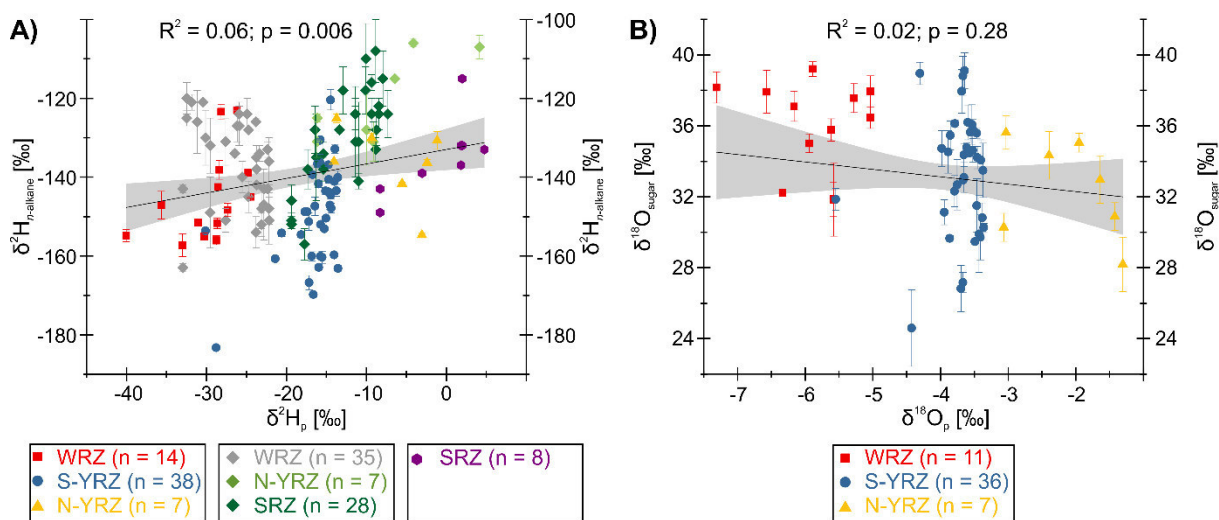 A)
R² = 0.06; p = 0.006
-100
-120
-140
-160
-180
δ²Hn-alkane [‰]
-120
-140
-160
-180
δ²Hn-alkane [‰]
-40 -30 -20 -10 0
δ²Hp [‰]
WRZ (n = 14)
S-YRZ (n = 38)
N-YRZ (n = 7)
WRZ (n = 35)
N-YRZ (n = 7)
SRZ (n = 28)
SRZ (n = 8)
B)
R² = 0.02; p = 0.28
40
36
32
28
24
δ¹⁸Osugar [‰]
40
36
32
28
24
δ¹⁸Osugar [‰]
-7 -6 -5 -4 -3 -2
δ¹⁸Op [‰]
WRZ (n = 11)
S-YRZ (n = 36)
N-YRZ (n = 7)